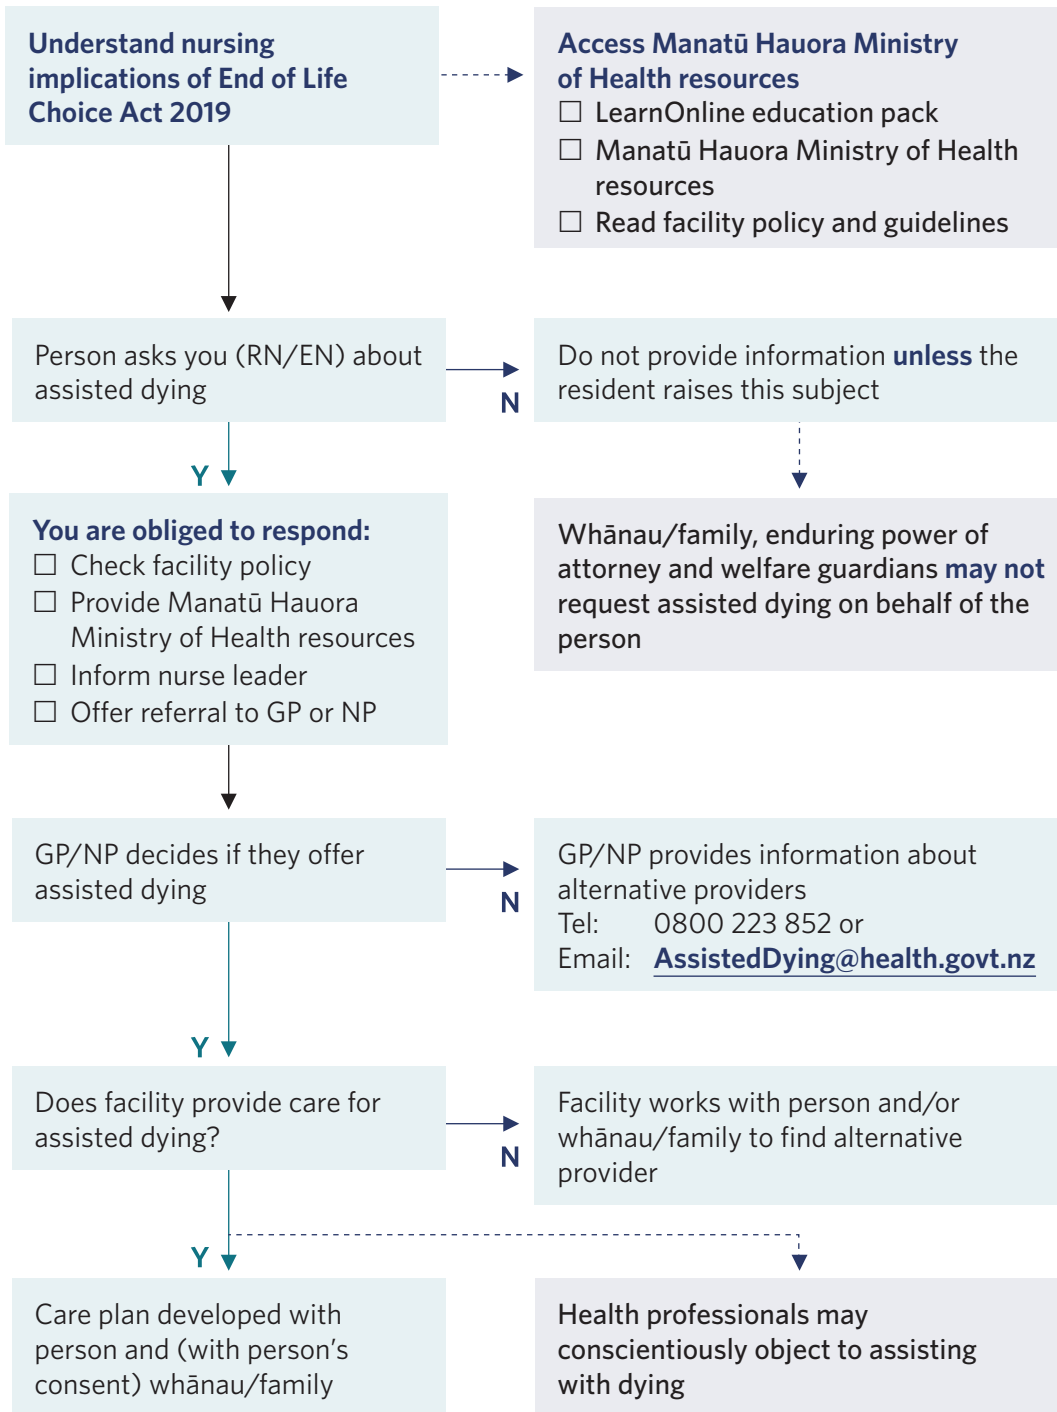 Understand nursing
implications of End of Life
Choice Act 2019
Access Manatū Hauora Ministry
of Health resources
☐ LearnOnline education pack
☐ Manatū Hauora Ministry of Health
resources
☐ Read facility policy and guidelines
Person asks you (RN/EN) about
assisted dying
N
Do not provide information unless the
resident raises this subject
Y
You are obliged to respond:
☐ Check facility policy
☐ Provide Manatū Hauora
Ministry of Health resources
☐ Inform nurse leader
☐ Offer referral to GP or NP
Whānau/family, enduring power of
attorney and welfare guardians may not
request assisted dying on behalf of the
person
GP/NP decides if they offer
assisted dying
N
GP/NP provides information about
alternative providers
Tel: 0800 223 852 or
Email: AssistedDying@health.govt.nz
Y
Does facility provide care for
assisted dying?
N
Facility works with person and/or
whānau/family to find alternative
provider
Y
Care plan developed with
person and (with person's
consent) whānau/family
Health professionals may
conscientiously object to assisting
with dying